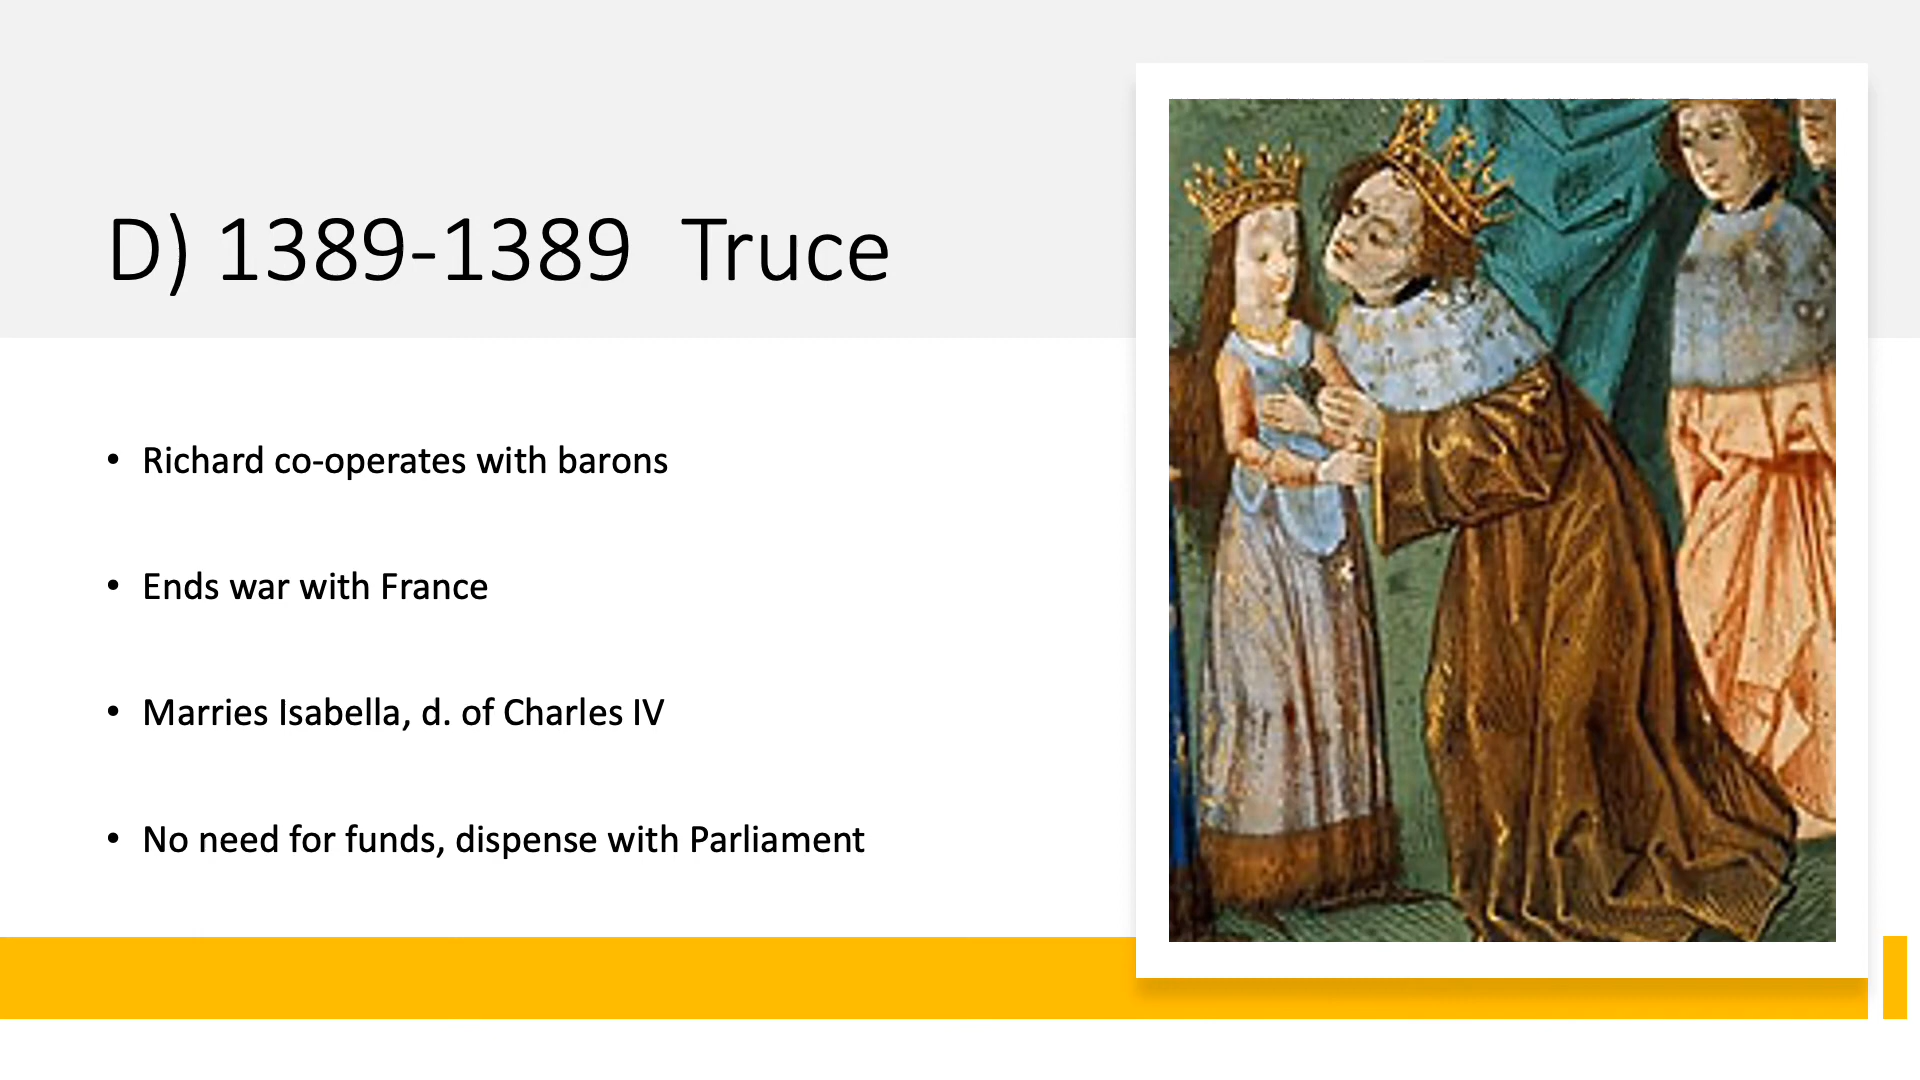 D) 1389-1389 Truce
• Richard co-operates with barons
• Ends war with France
• Marries Isabella, d. of Charles IV
• No need for funds, dispense with Parliament